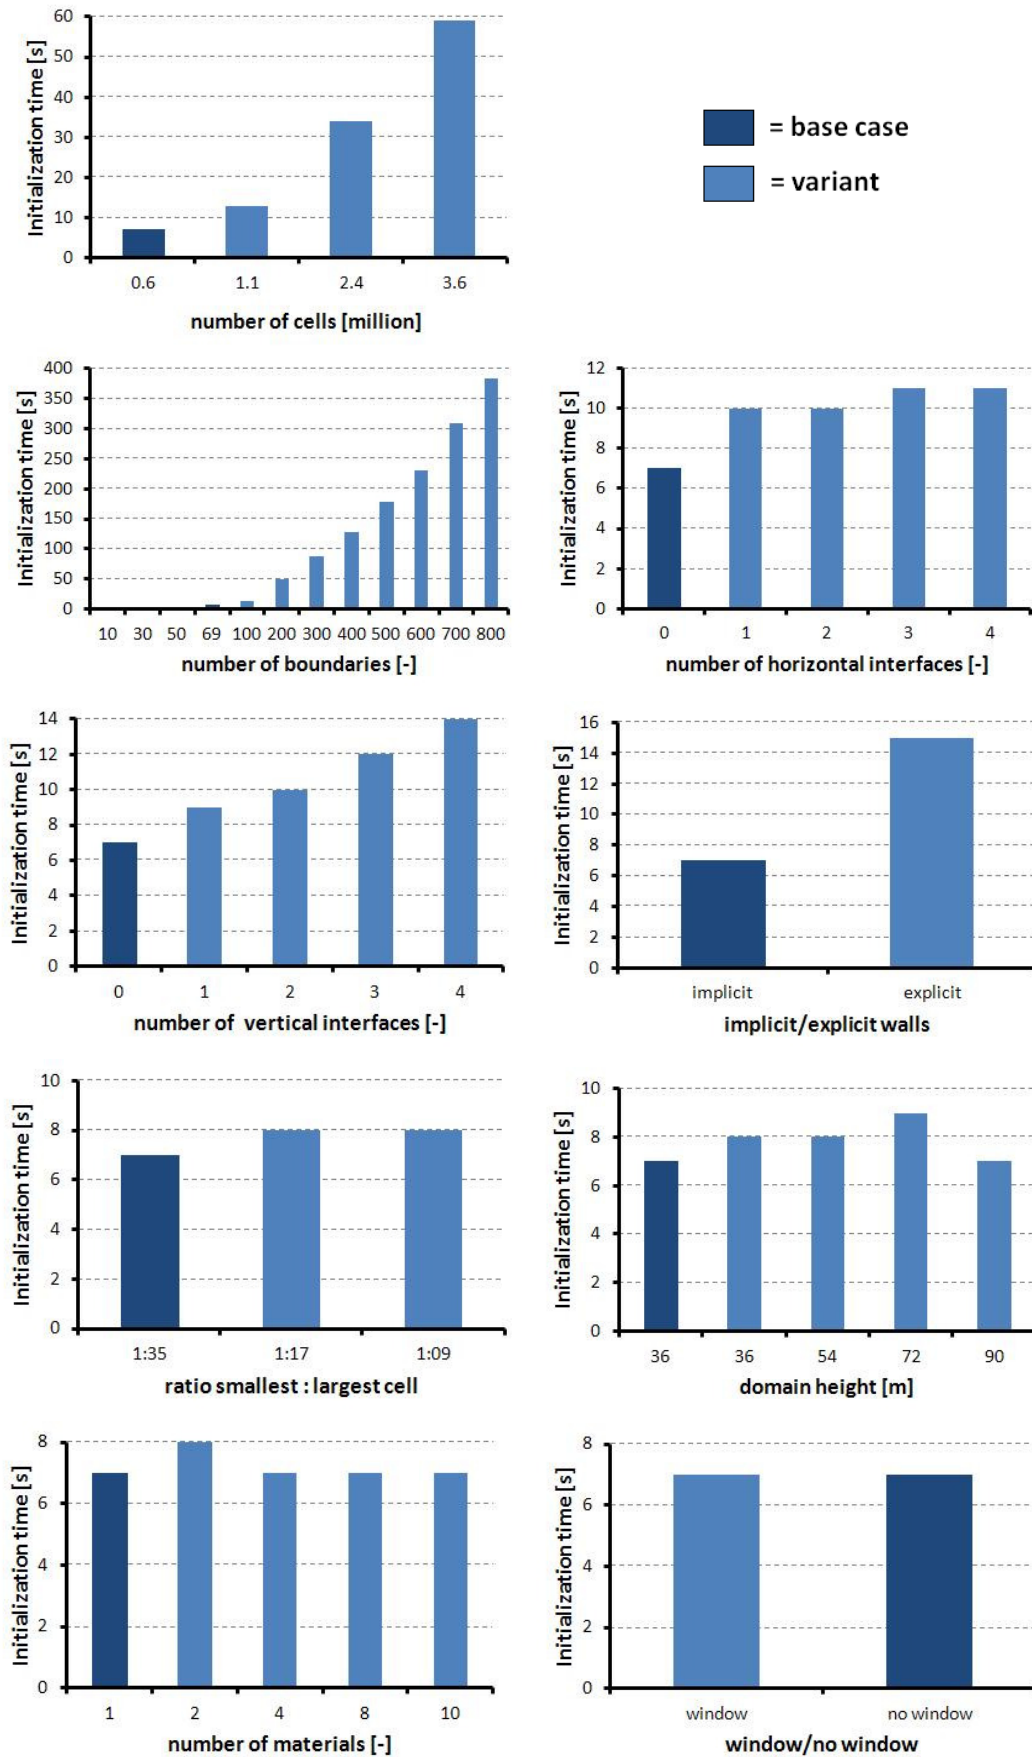 Initialization time [s]
60
50
40
30
20
10
0
0.6 1.1 2.4 3.6
number of cells [million]
= base case
= variant
Initialization time [s]
400
350
300
250
200
150
100
50
0
10 30 50 69 100 200 300 400 500 600 700 800
number of boundaries [-]
Initialization time [s]
12
10
8
6
4
2
0
0 1 2 3 4
number of horizontal interfaces [-]
Initialization time [s]
14
12
10
8
6
4
2
0
0 1 2 3 4
number of vertical interfaces [-]
Initialization time [s]
16
14
12
10
8
6
4
2
0
implicit explicit
implicit/explicit walls
Initialization time [s]
10
8
6
4
2
0
1:35 1:17 1:09
ratio smallest : largest cell
Initialization time [s]
10
8
6
4
2
0
36 36 54 72 90
domain height [m]
Initialization time [s]
8
6
4
2
0
1 2 4 8 10
number of materials [-]
Initialization time [s]
8
6
4
2
0
window no window
window/no window